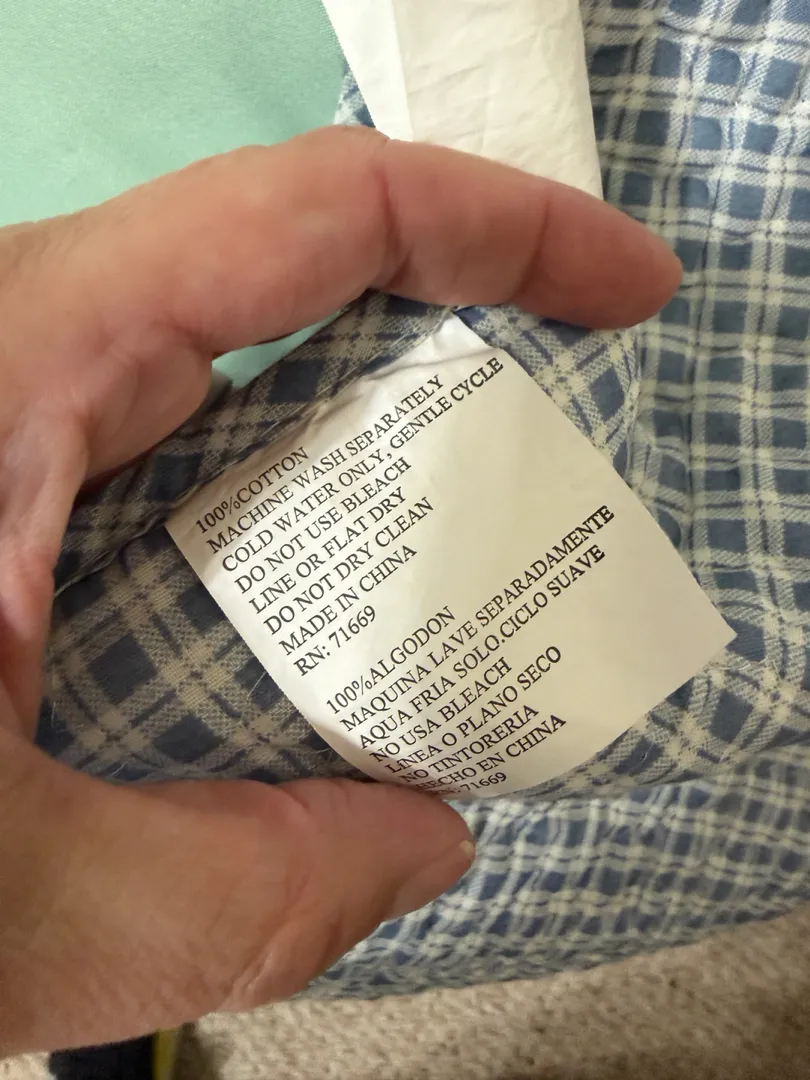 100%COTTON
MACHINE WASH SEPARATELY
COLD WATER ONLY, GENTLE CYCLE
DO NOT USE BLEACH
LINE OR FLAT DRY
DO NOT DRY CLEAN
MADE IN CHINA
RN: 71669
100%ALGODON
MAQUINA LAVE SEPARADAMENTE
AQUA FRIA SOLO.CICLO SUAVE
NO USA BLEACH
LINEA O PLANO SECO
NO TINTORERIA
HECHO EN CHINA
:71669